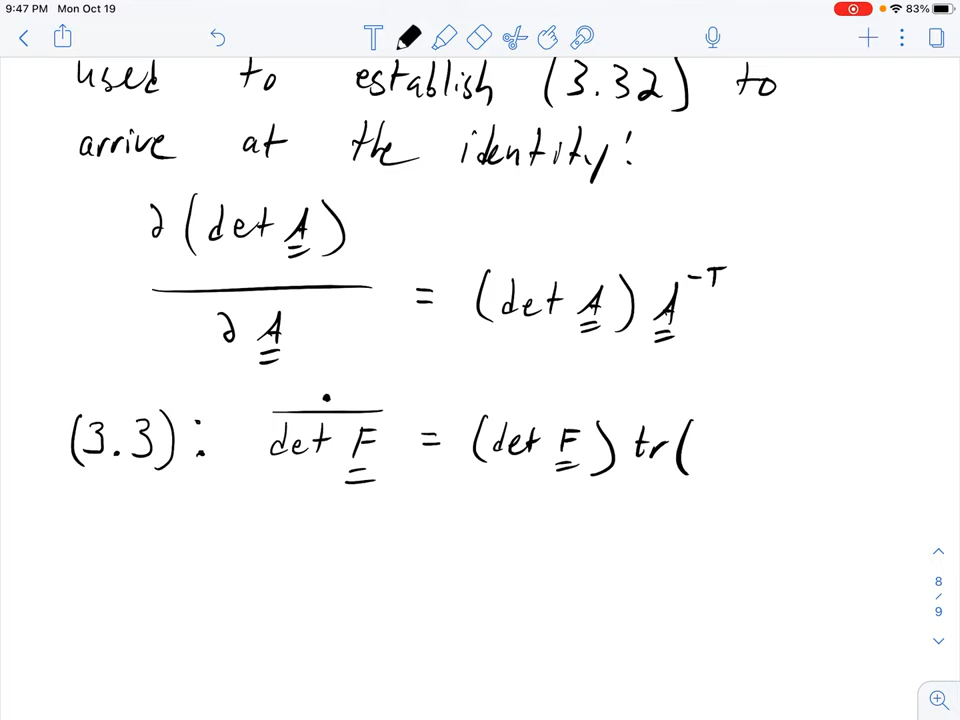 9:47 PM Mon Oct 19 83%
T
used to establish (3.32) to
arrive at the identity:
∂(det A̳)
∂A̳ = (det A̳) A̳^-T
(3.3): \dot{\overline{det F̳}} = (det F̳) tr(
8
/
9